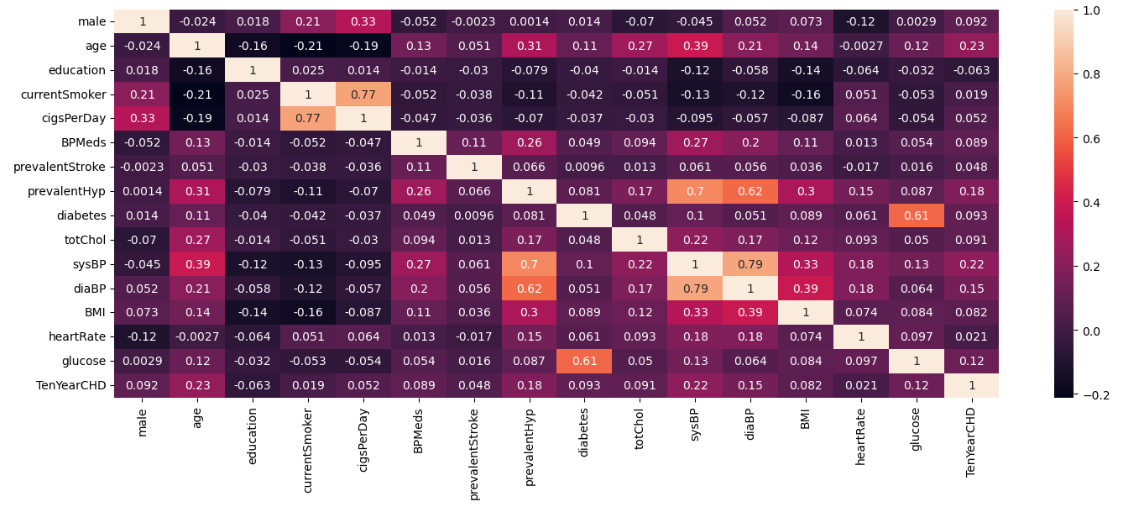 male 1 -0.024 0.018 0.21 0.33 -0.052 -0.0023 0.0014 0.014 -0.07 -0.045 0.052 0.073 -0.12 0.0029 0.092
age -0.024 1 -0.16 -0.21 -0.19 0.13 0.051 0.31 0.11 0.27 0.39 0.21 0.14 -0.0027 0.12 0.23
education 0.018 -0.16 1 0.025 0.014 -0.014 -0.03 -0.079 -0.04 -0.014 -0.12 -0.058 -0.14 -0.064 -0.032 -0.063
currentSmoker 0.21 -0.21 0.025 1 0.77 -0.052 -0.038 -0.11 -0.042 -0.051 -0.13 -0.12 -0.16 0.051 -0.053 0.019
cigsPerDay 0.33 -0.19 0.014 0.77 1 -0.047 -0.036 -0.07 -0.037 -0.03 -0.095 -0.057 -0.087 0.064 -0.054 0.052
BPMeds -0.052 0.13 -0.014 -0.052 -0.047 1 0.11 0.26 0.049 0.094 0.27 0.2 0.11 0.013 0.054 0.089
prevalentStroke -0.0023 0.051 -0.03 -0.038 -0.036 0.11 1 0.066 0.0096 0.013 0.061 0.056 0.036 -0.017 0.016 0.048
prevalentHyp 0.0014 0.31 -0.079 -0.11 -0.07 0.26 0.066 1 0.081 0.17 0.7 0.62 0.3 0.15 0.087 0.18
diabetes 0.014 0.11 -0.04 -0.042 -0.037 0.049 0.0096 0.081 1 0.048 0.1 0.051 0.089 0.061 0.61 0.093
totChol -0.07 0.27 -0.014 -0.051 -0.03 0.094 0.013 0.17 0.048 1 0.22 0.17 0.12 0.093 0.05 0.091
sysBP -0.045 0.39 -0.12 -0.13 -0.095 0.27 0.061 0.7 0.1 0.22 1 0.79 0.33 0.18 0.13 0.22
diaBP 0.052 0.21 -0.058 -0.12 -0.057 0.2 0.056 0.62 0.051 0.17 0.79 1 0.39 0.18 0.064 0.15
BMI 0.073 0.14 -0.14 -0.16 -0.087 0.11 0.036 0.3 0.089 0.12 0.33 0.39 1 0.074 0.084 0.082
heartRate -0.12 -0.0027 -0.064 0.051 0.064 0.013 -0.017 0.15 0.061 0.093 0.18 0.18 0.074 1 0.097 0.021
glucose 0.0029 0.12 -0.032 -0.053 -0.054 0.054 0.016 0.087 0.61 0.05 0.13 0.064 0.084 0.097 1 0.12
TenYearCHD 0.092 0.23 -0.063 0.019 0.052 0.089 0.048 0.18 0.093 0.091 0.22 0.15 0.082 0.021 0.12 1
male
age
education
currentSmoker
cigsPerDay
BPMeds
prevalentStroke
prevalentHyp
diabetes
totChol
sysBP
diaBP
BMI
heartRate
glucose
TenYearCHD
1.0
0.8
0.6
0.4
0.2
0.0
−0.2